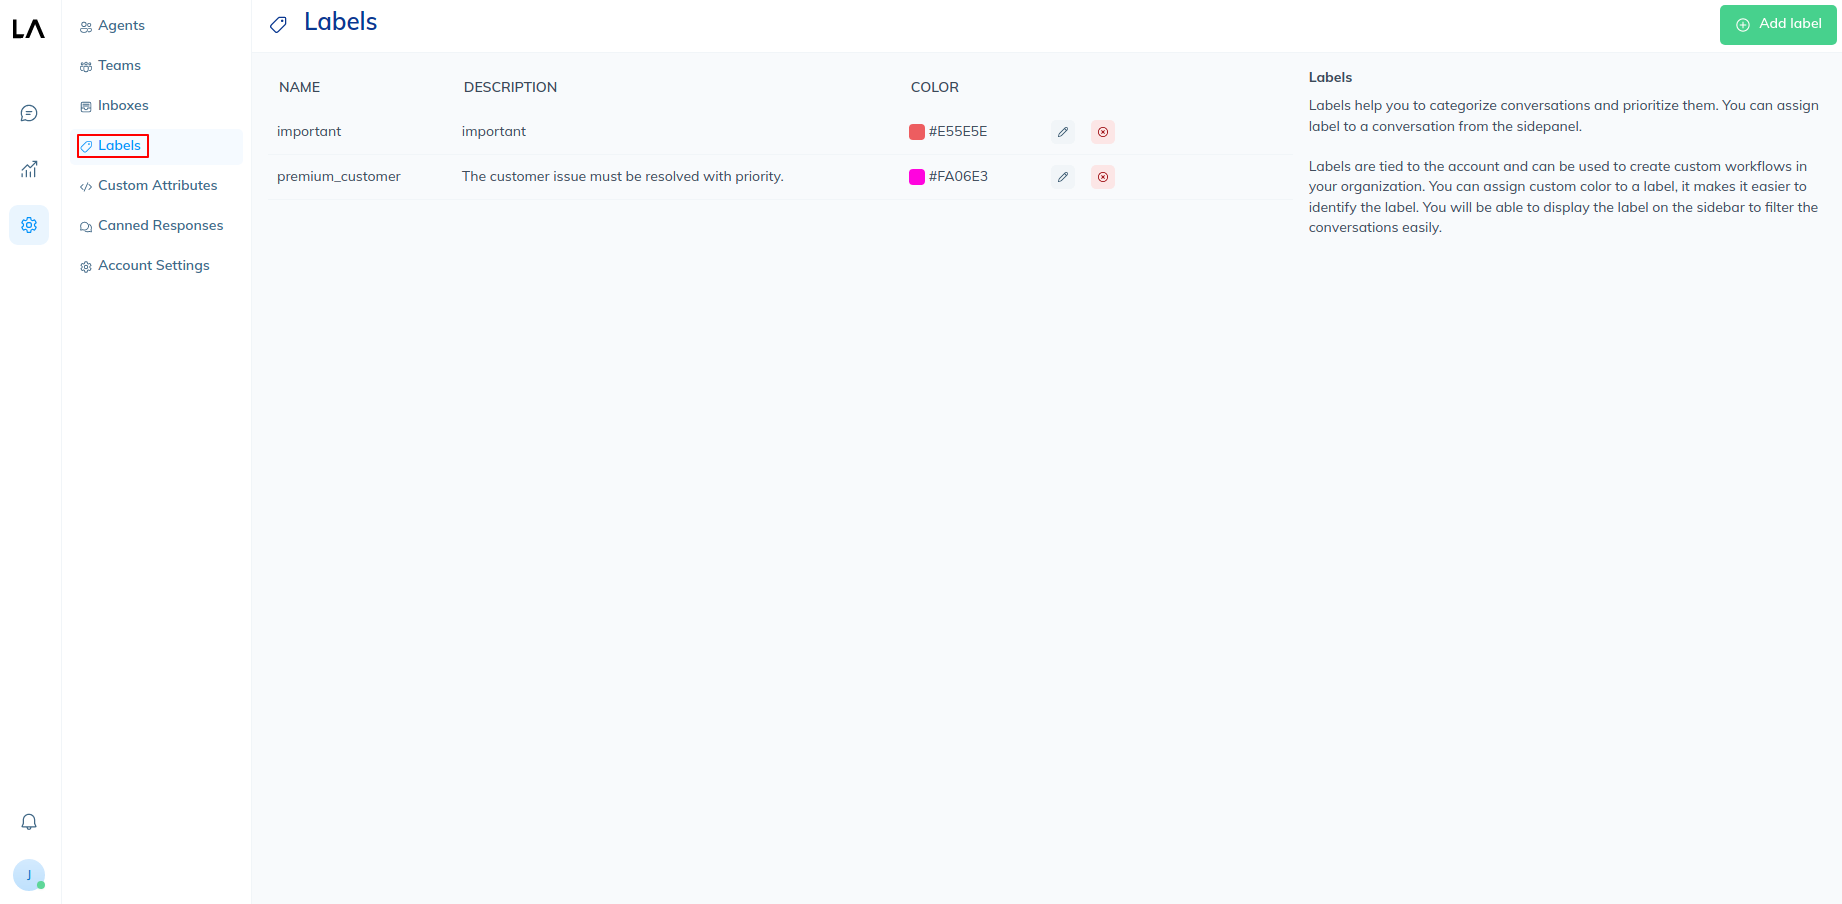 LA
Agents
Teams
Inboxes
Labels
Custom Attributes
Canned Responses
Account Settings
J
Labels
Add label
NAME DESCRIPTION COLOR
important important #E55E5E
premium_customer The customer issue must be resolved with priority. #FA06E3
Labels
Labels help you to categorize conversations and prioritize them. You can assign
label to a conversation from the sidepanel.
Labels are tied to the account and can be used to create custom workflows in
your organization. You can assign custom color to a label, it makes it easier to
identify the label. You will be able to display the label on the sidebar to filter the
conversations easily.